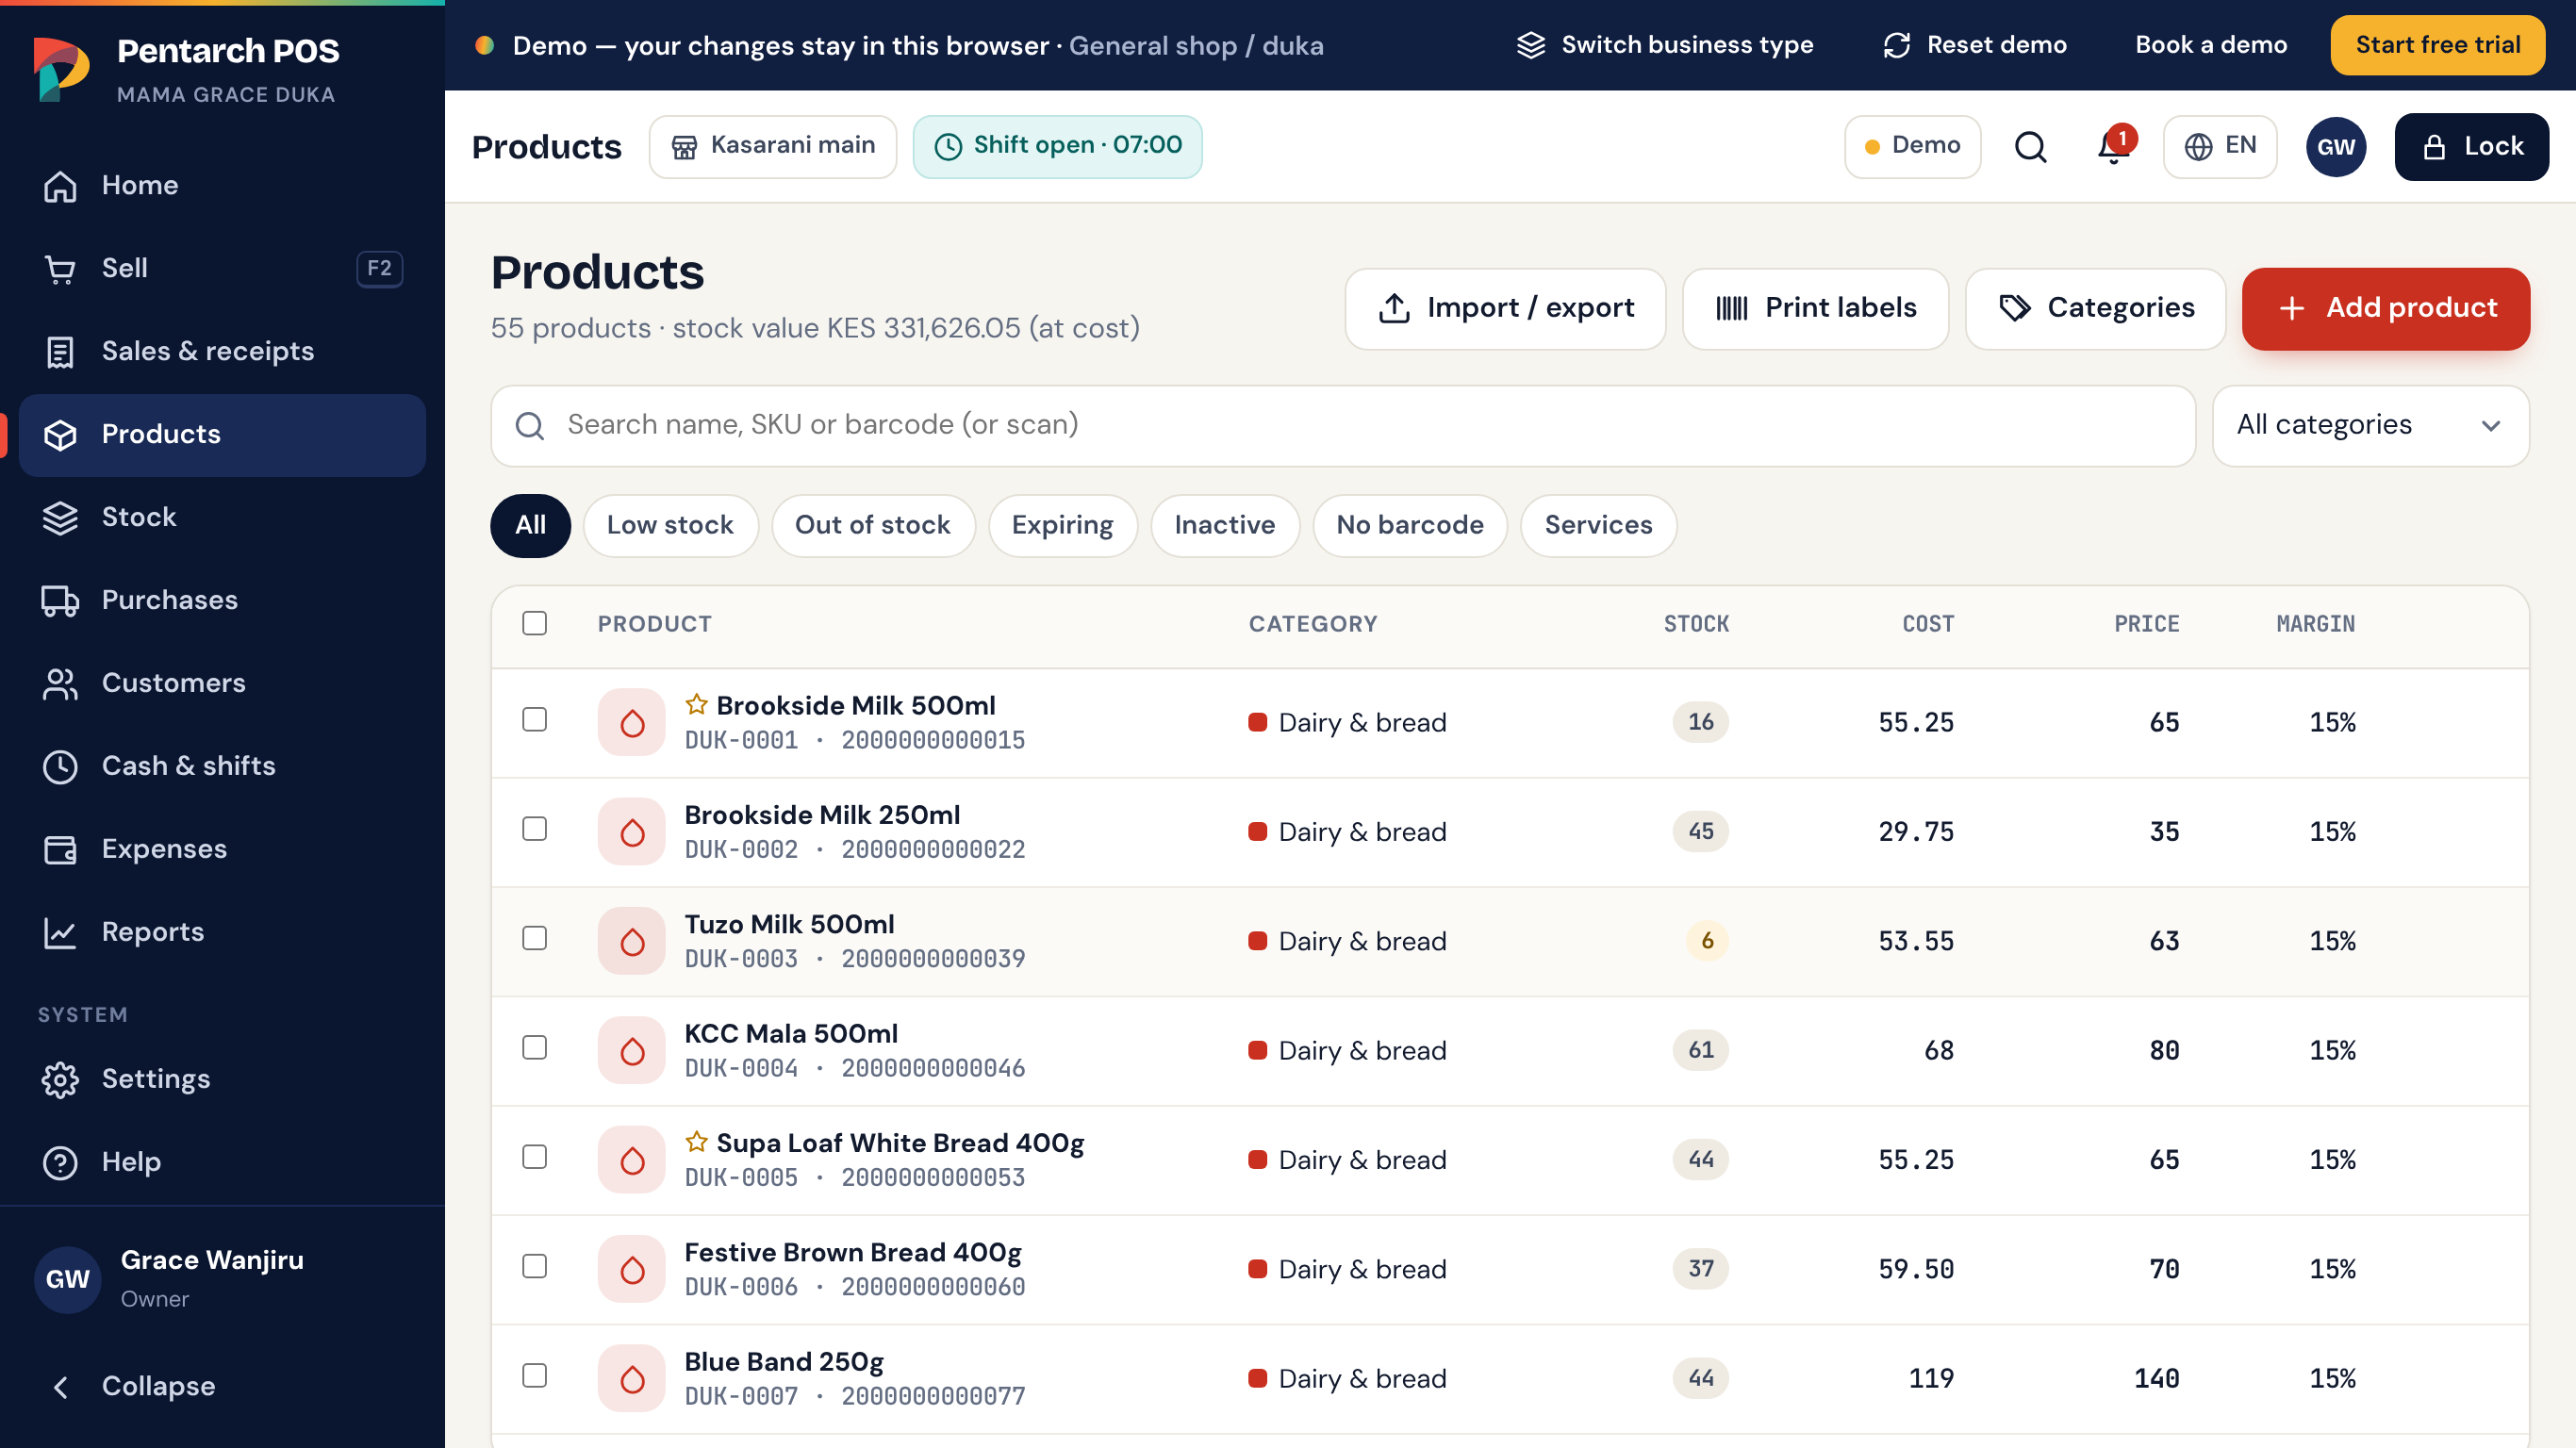 Pentarch POS
MAMA GRACE DUKA
Home
Sell F2
Sales & receipts
Products
Stock
Purchases
Customers
Cash & shifts
Expenses
Reports
SYSTEM
Settings
Help
GW Grace Wanjiru
Owner
Collapse
Demo — your changes stay in this browser · General shop / duka Switch business type Reset demo Book a demo Start free trial
Products Kasarani main Shift open · 07:00 Demo 1 EN GW Lock
Products
55 products · stock value KES 331,626.05 (at cost)
Import / export Print labels Categories + Add product
Search name, SKU or barcode (or scan) All categories
All Low stock Out of stock Expiring Inactive No barcode Services
PRODUCT CATEGORY STOCK COST PRICE MARGIN
Brookside Milk 500ml
DUK-0001 · 2000000000015 Dairy & bread 16 55.25 65 15%
Brookside Milk 250ml
DUK-0002 · 2000000000022 Dairy & bread 45 29.75 35 15%
Tuzo Milk 500ml
DUK-0003 · 2000000000039 Dairy & bread 6 53.55 63 15%
KCC Mala 500ml
DUK-0004 · 2000000000046 Dairy & bread 61 68 80 15%
Supa Loaf White Bread 400g
DUK-0005 · 2000000000053 Dairy & bread 44 55.25 65 15%
Festive Brown Bread 400g
DUK-0006 · 2000000000060 Dairy & bread 37 59.50 70 15%
Blue Band 250g
DUK-0007 · 2000000000077 Dairy & bread 44 119 140 15%